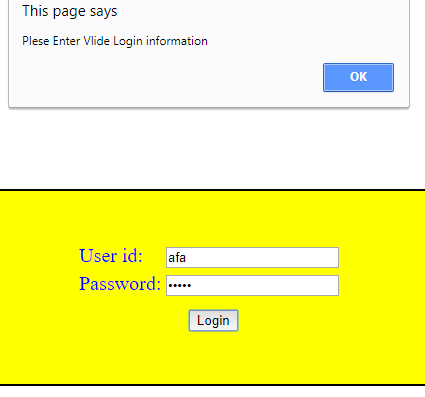 This page says
Plese Enter Vlide Login information
OK
User id: afa
Password: •••••
Login